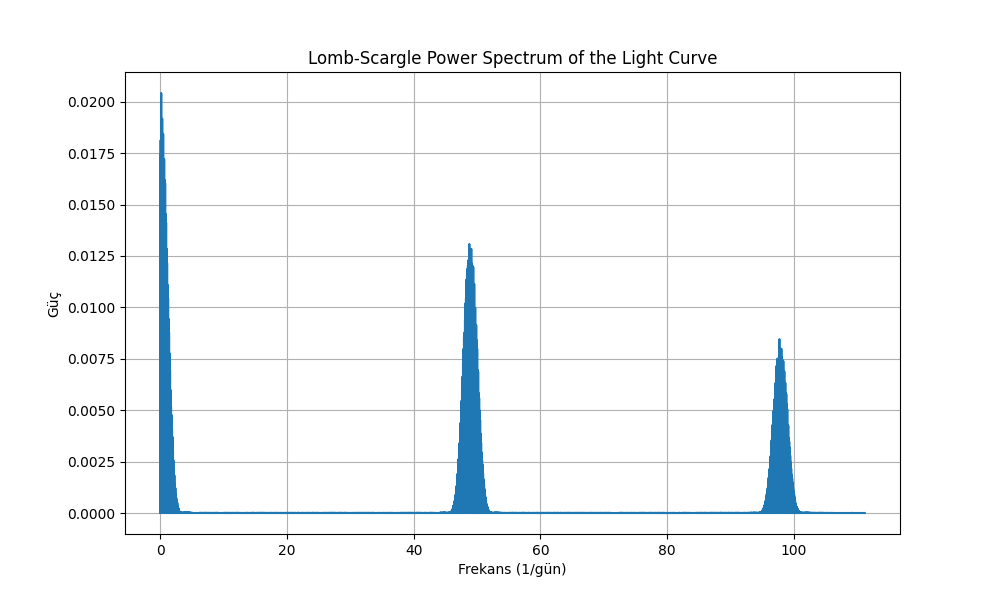 Lomb-Scargle Power Spectrum of the Light Curve
0.0200
0.0175
0.0150
0.0125
0.0100
0.0075
0.0050
0.0025
0.0000
Güç
0 20 40 60 80 100
Frekans (1/gün)